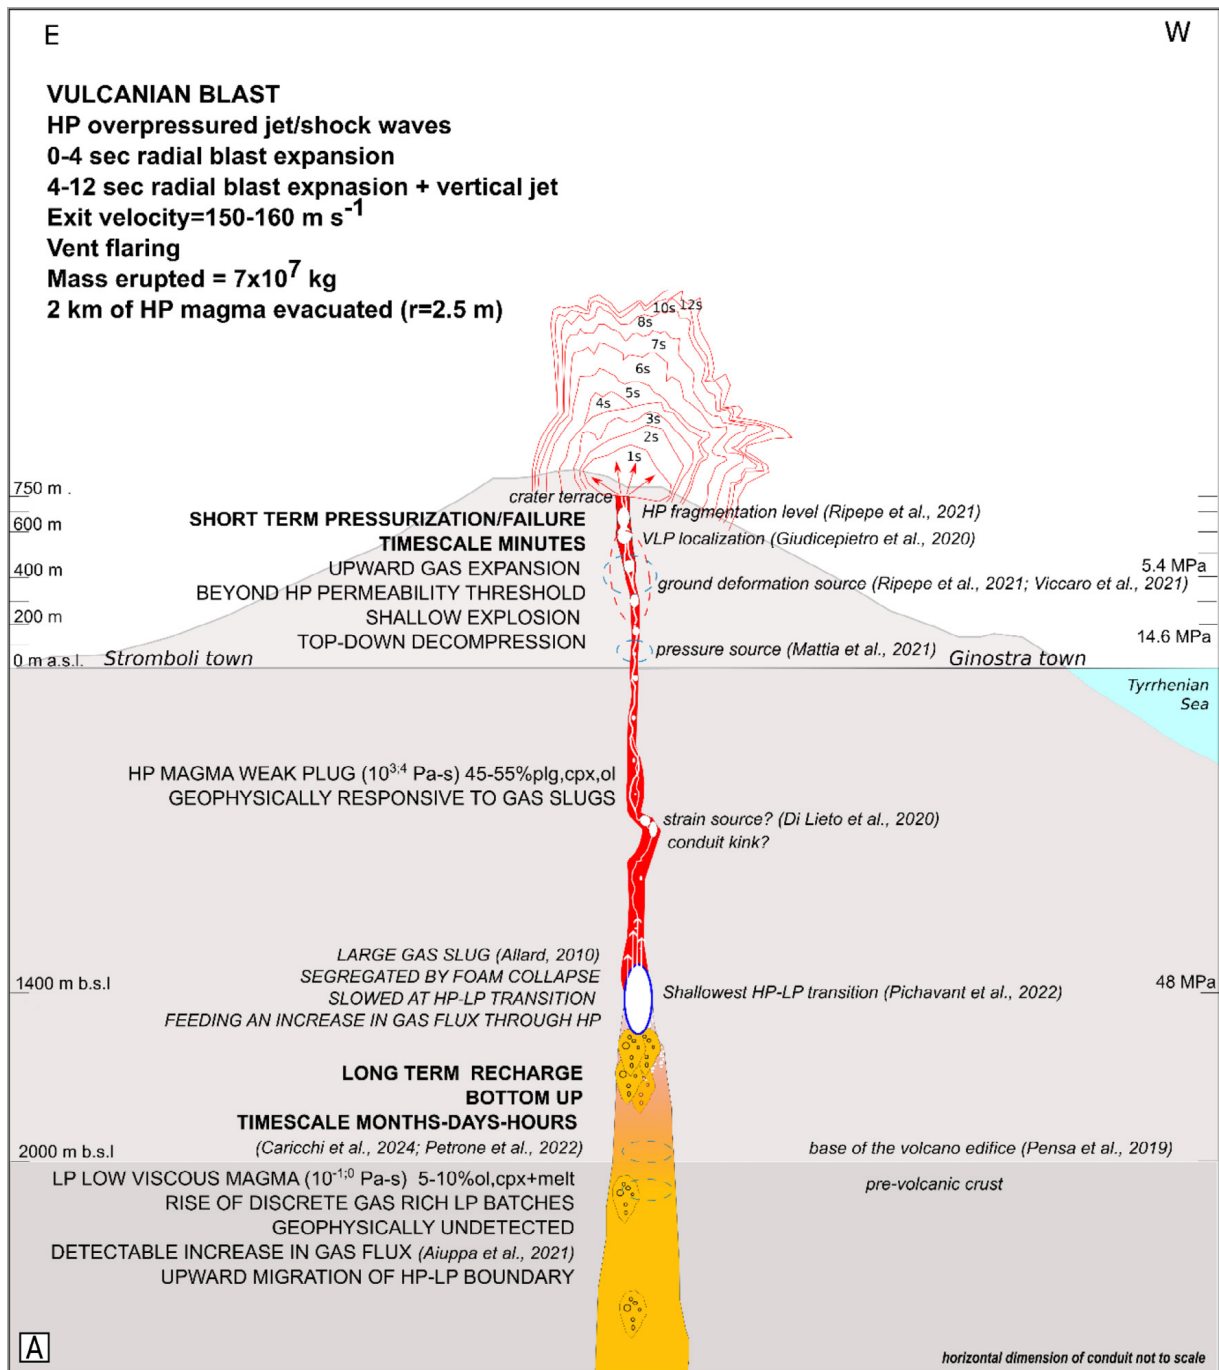 E
W
VULCANIAN BLAST
HP overpressured jet/shock waves
0-4 sec radial blast expansion
4-12 sec radial blast expnasion + vertical jet
Exit velocity=150-160 m s⁻¹
Vent flaring
Mass erupted = 7x10⁷ kg
2 km of HP magma evacuated (r=2.5 m)
10s
12s
8s
7s
6s
5s
4s
3s
2s
1s
750 m .
crater terrace
SHORT TERM PRESSURIZATION/FAILURE
HP fragmentation level (Ripepe et al., 2021)
600 m
TIMESCALE MINUTES
VLP localization (Giudicepietro et al., 2020)
UPWARD GAS EXPANSION
5.4 MPa
400 m
ground deformation source (Ripepe et al., 2021; Viccaro et al., 2021)
BEYOND HP PERMEABILITY THRESHOLD
200 m
SHALLOW EXPLOSION
TOP-DOWN DECOMPRESSION
14.6 MPa
pressure source (Mattia et al., 2021)
0 m a.s.l.
Stromboli town
Ginostra town
Tyrrhenian
Sea
HP MAGMA WEAK PLUG (10³·⁴ Pa-s) 45-55%plg,cpx,ol
GEOPHYSICALLY RESPONSIVE TO GAS SLUGS
strain source? (Di Lieto et al., 2020)
conduit kink?
LARGE GAS SLUG (Allard, 2010)
SEGREGATED BY FOAM COLLAPSE
1400 m b.s.l
SLOWED AT HP-LP TRANSITION
Shallowest HP-LP transition (Pichavant et al., 2022)
48 MPa
FEEDING AN INCREASE IN GAS FLUX THROUGH HP
LONG TERM RECHARGE
BOTTOM UP
TIMESCALE MONTHS-DAYS-HOURS
(Caricchi et al., 2024; Petrone et al., 2022)
2000 m b.s.l
base of the volcano edifice (Pensa et al., 2019)
LP LOW VISCOUS MAGMA (10⁻¹;⁰ Pa-s) 5-10%ol,cpx+melt
pre-volcanic crust
RISE OF DISCRETE GAS RICH LP BATCHES
GEOPHYSICALLY UNDETECTED
DETECTABLE INCREASE IN GAS FLUX (Aiuppa et al., 2021)
UPWARD MIGRATION OF HP-LP BOUNDARY
A
horizontal dimension of conduit not to scale